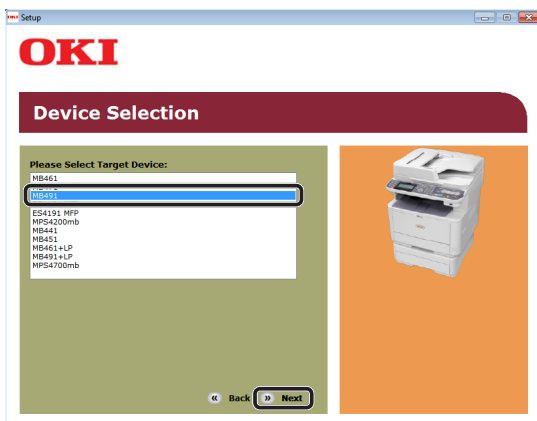 OKI Setup
OKI
Device Selection
Please Select Target Device:
MB461
MB491
ES4191 MFP
MPS4200mb
MB441
MB451
MB461+LP
MB491+LP
MPS4700mb
« Back » Next